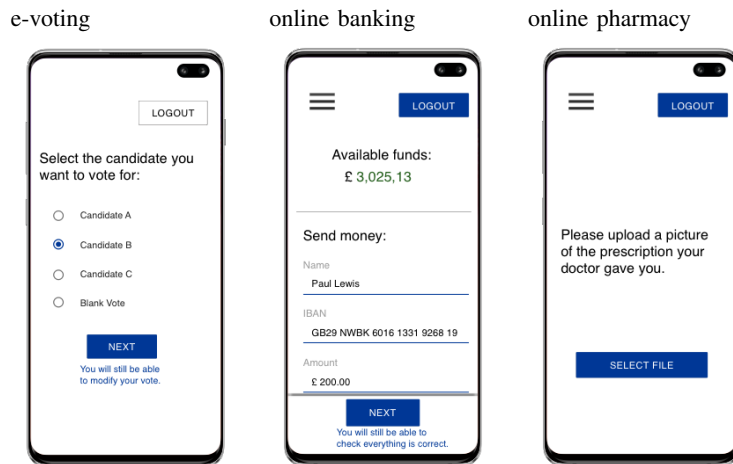 e-voting
online banking
online pharmacy
LOGOUT
Select the candidate you
want to vote for:
Candidate A
Candidate B
Candidate C
Blank Vote
NEXT
You will still be able
to modify your vote.
LOGOUT
Available funds:
£ 3,025,13
Send money:
Name
Paul Lewis
IBAN
GB29 NWBK 6016 1331 9268 19
Amount
£ 200.00
NEXT
You will still be able to
check everything is correct.
LOGOUT
Please upload a picture
of the prescription your
doctor gave you.
SELECT FILE